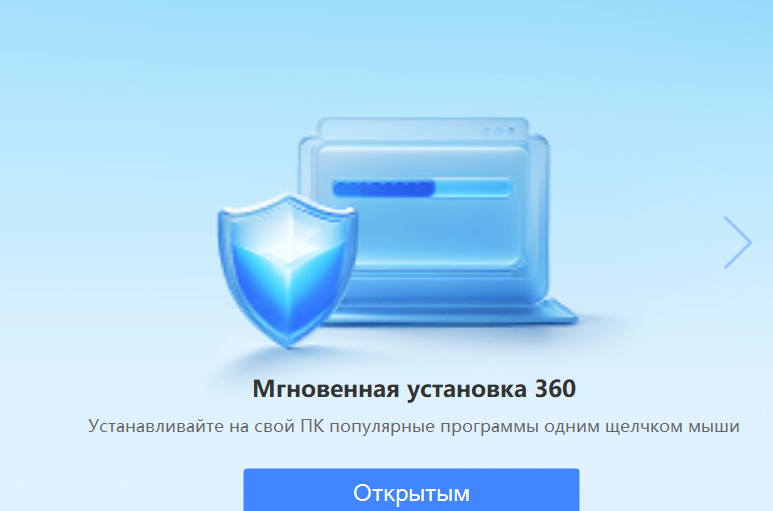 Мгновенная установка 360
Устанавливайте на свой ПК популярные программы одним щелчком мыши
Открытым